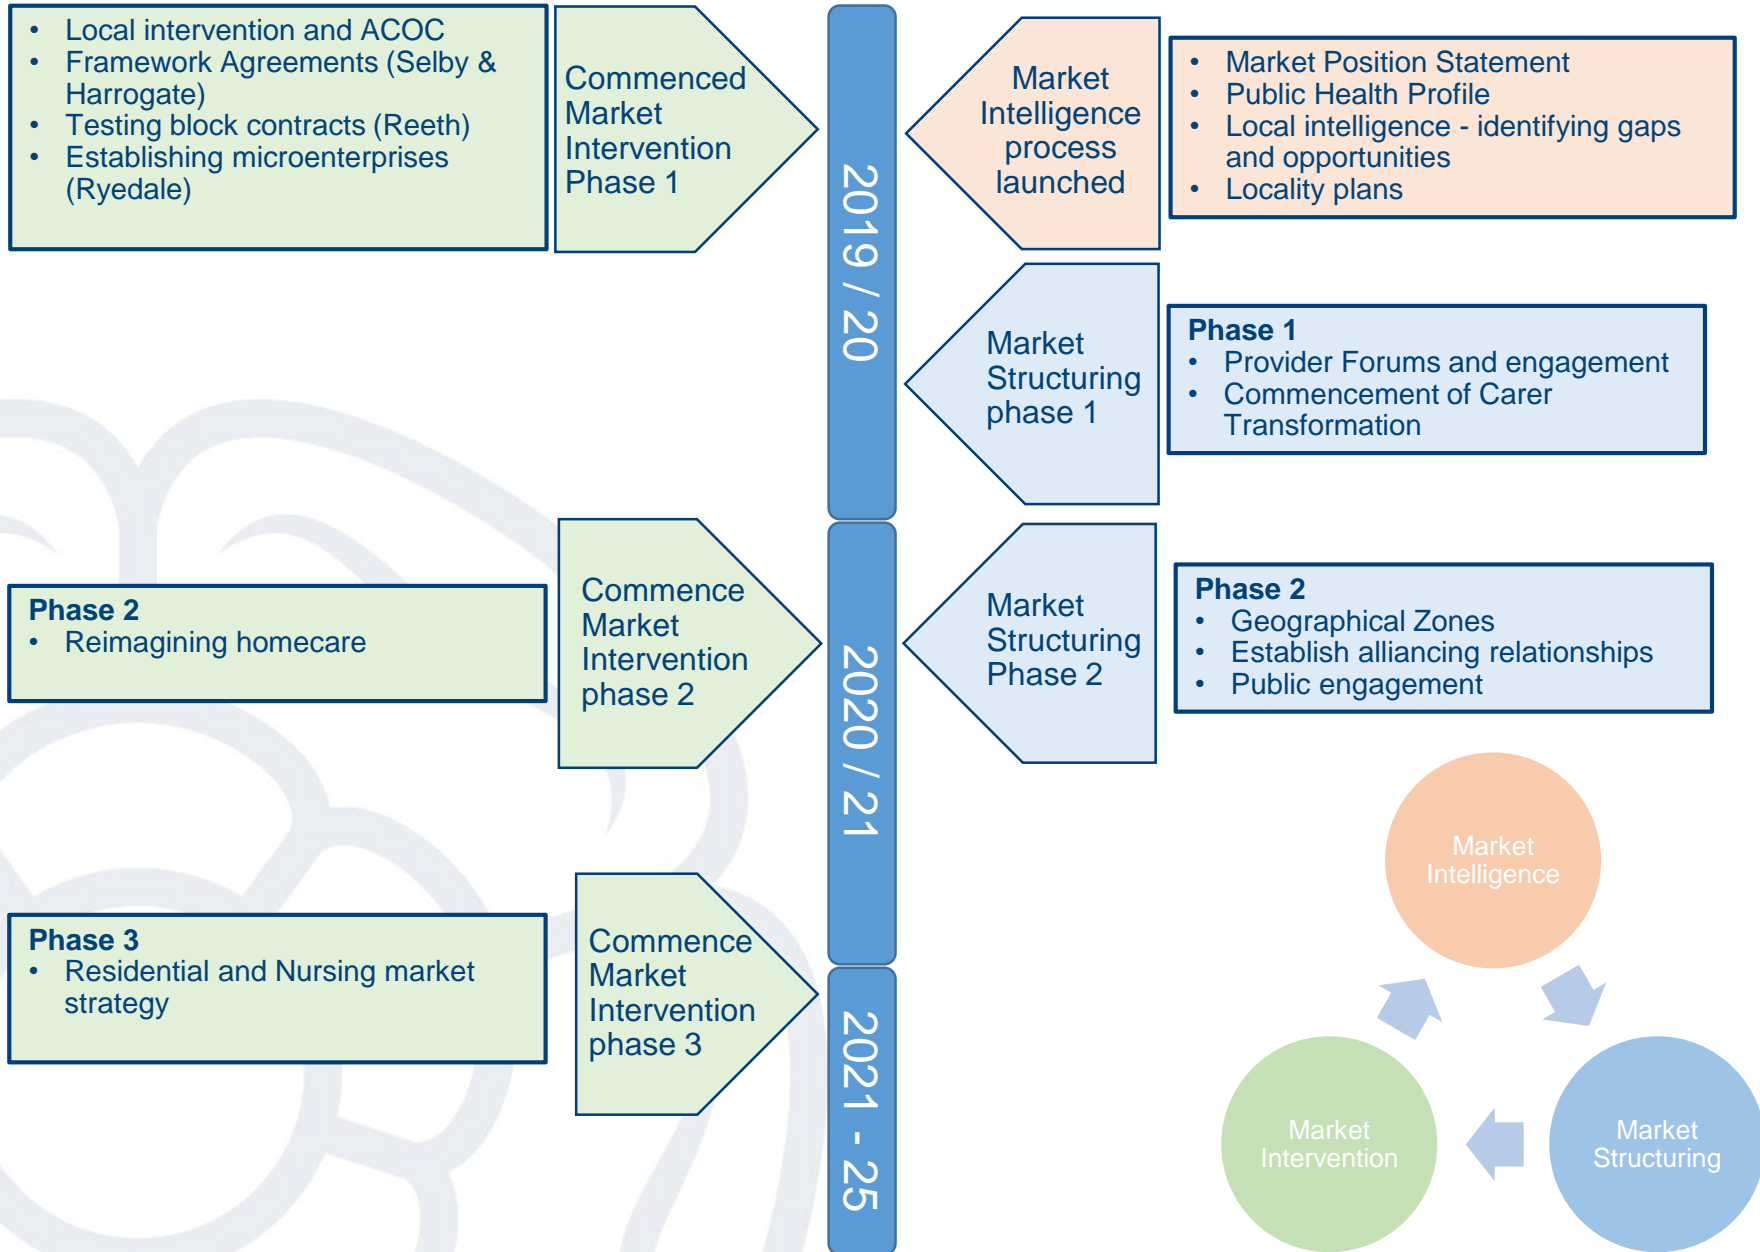 • Local intervention and ACOC
• Framework Agreements (Selby &
Harrogate)
• Testing block contracts (Reeth)
• Establishing microenterprises
(Ryedale)
Commenced
Market
Intervention
Phase 1
2019 / 20
Market
Intelligence
process
launched
• Market Position Statement
• Public Health Profile
• Local intelligence - identifying gaps
and opportunities
• Locality plans
Market
Structuring
phase 1
Phase 1
• Provider Forums and engagement
• Commencement of Carer
Transformation
Phase 2
• Reimagining homecare
Commence
Market
Intervention
phase 2
2020 / 21
Market
Structuring
Phase 2
Phase 2
• Geographical Zones
• Establish alliancing relationships
• Public engagement
Phase 3
• Residential and Nursing market
strategy
Commence
Market
Intervention
phase 3
2021 - 25
Market
Intelligence
Market
Intervention
Market
Structuring